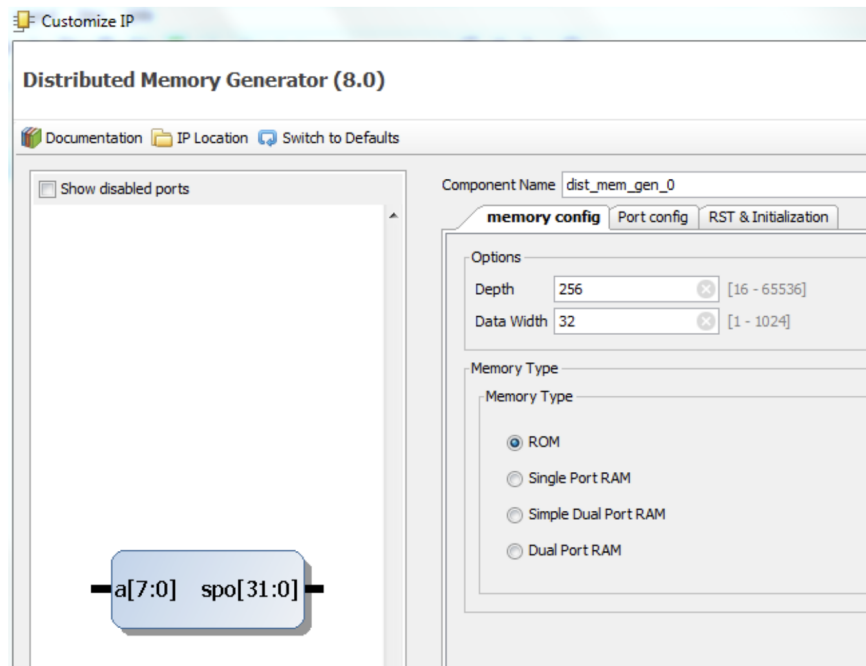 Customize IP
Distributed Memory Generator (8.0)
Documentation IP Location Switch to Defaults
Show disabled ports
Component Name dist_mem_gen_0
memory config Port config RST & Initialization
Options
Depth 256 [16 - 65536]
Data Width 32 [1 - 1024]
Memory Type
Memory Type
ROM
Single Port RAM
Simple Dual Port RAM
Dual Port RAM
a[7:0] spo[31:0]